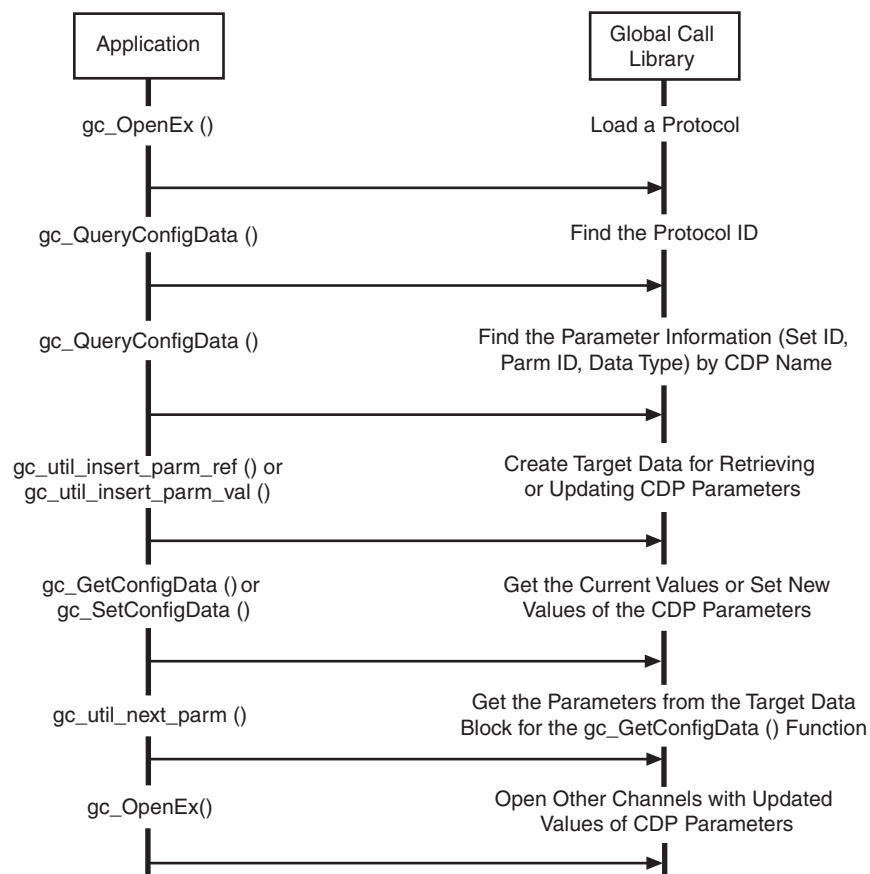 Application
Global Call
Library
gc_OpenEx ()
Load a Protocol
gc_QueryConfigData ()
Find the Protocol ID
gc_QueryConfigData ()
Find the Parameter Information (Set ID,
Parm ID, Data Type) by CDP Name
gc_util_insert_parm_ref () or
gc_util_insert_parm_val ()
Create Target Data for Retrieving
or Updating CDP Parameters
gc_GetConfigData () or
gc_SetConfigData ()
Get the Current Values or Set New
Values of the CDP Parameters
gc_util_next_parm ()
Get the Parameters from the Target Data
Block for the gc_GetConfigData () Function
gc_OpenEx()
Open Other Channels with Updated
Values of CDP Parameters